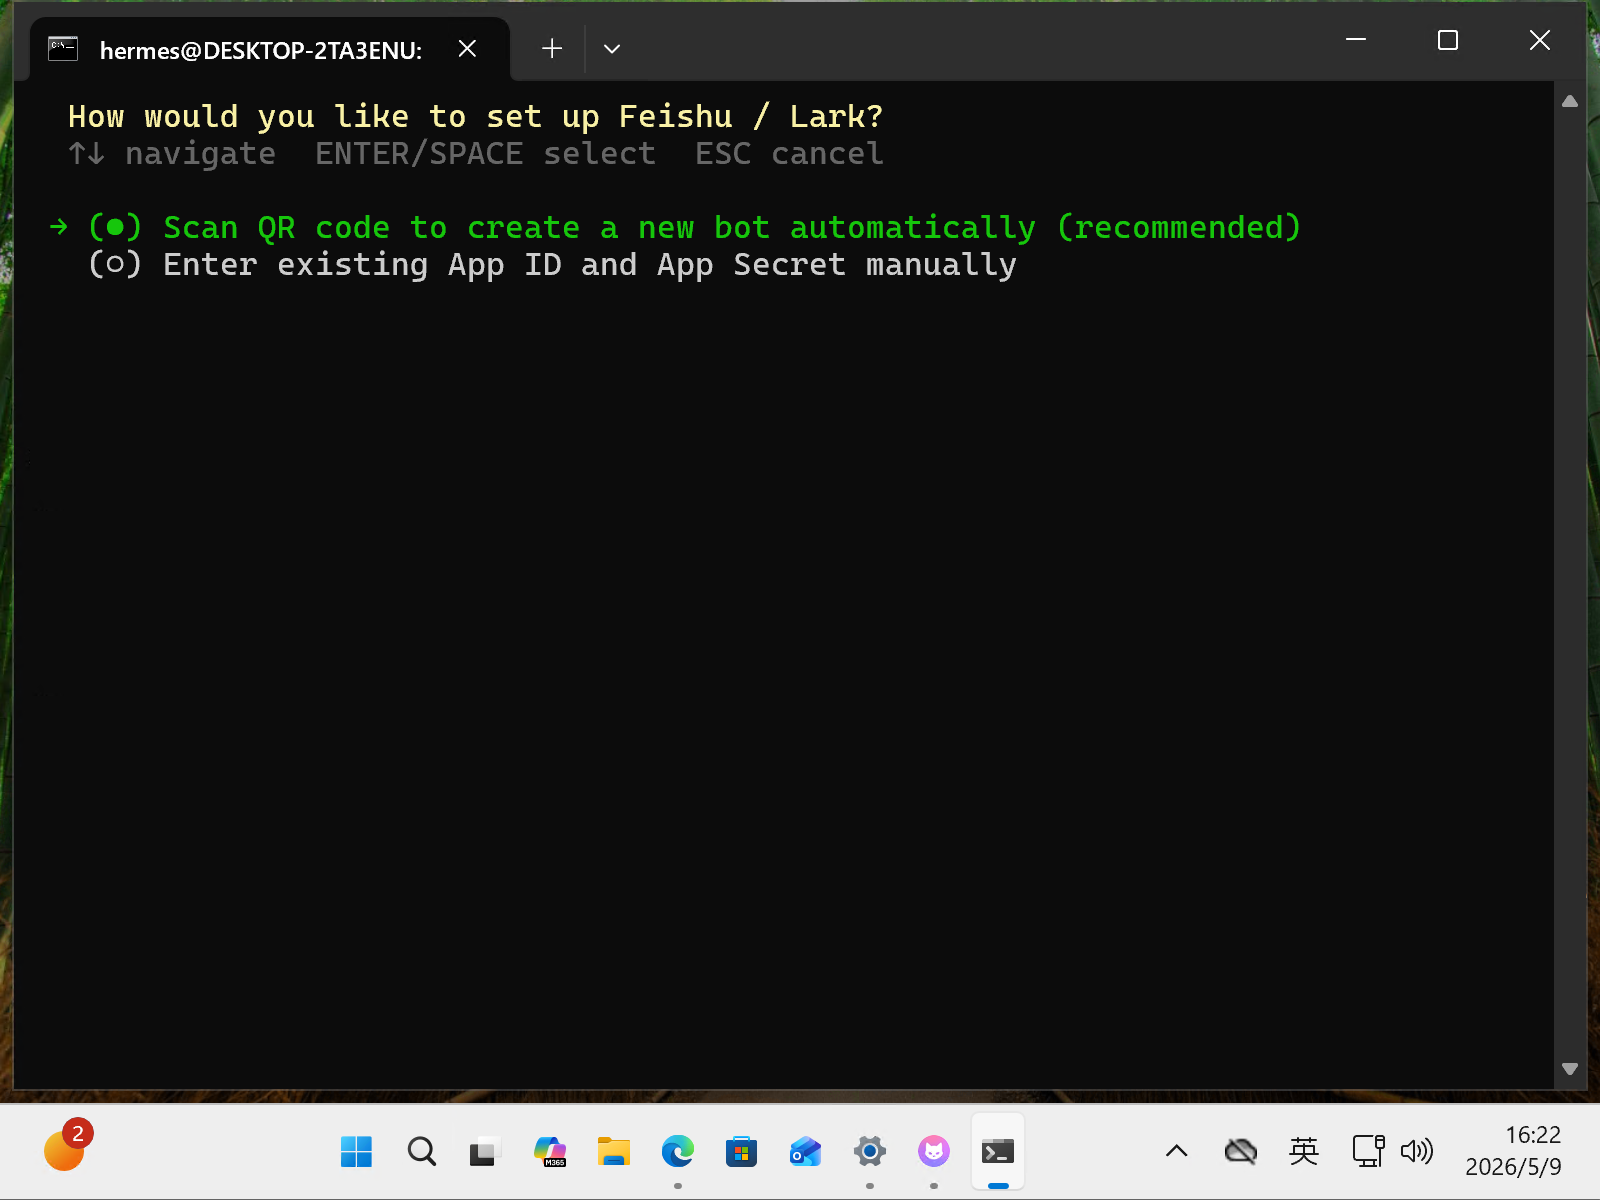 hermes@DESKTOP-2TA3ENU:
How would you like to set up Feishu / Lark?
↑↓ navigate  ENTER/SPACE select  ESC cancel
→ (●) Scan QR code to create a new bot automatically (recommended)
(○) Enter existing App ID and App Secret manually
2
M365
英
16:22
2026/5/9